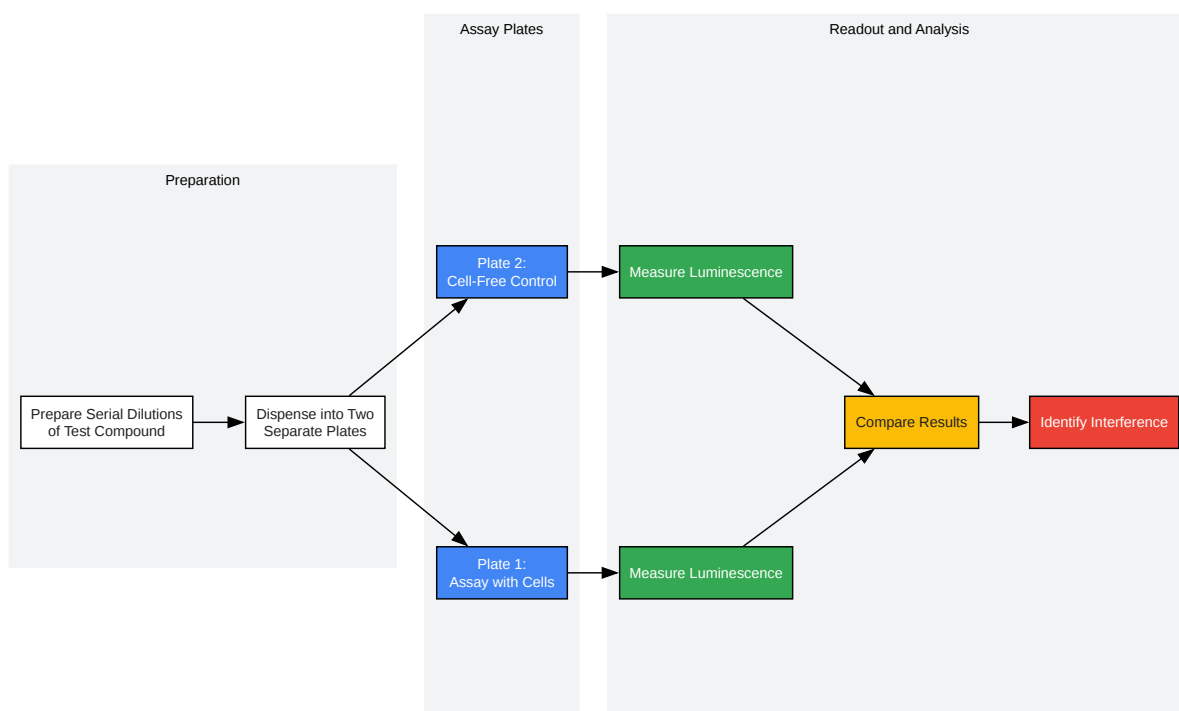 Assay Plates
Readout and Analysis
Preparation
Plate 2:
Cell-Free Control
Measure Luminescence
Prepare Serial Dilutions
of Test Compound
Dispense into Two
Separate Plates
Compare Results
Identify Interference
Plate 1:
Assay with Cells
Measure Luminescence